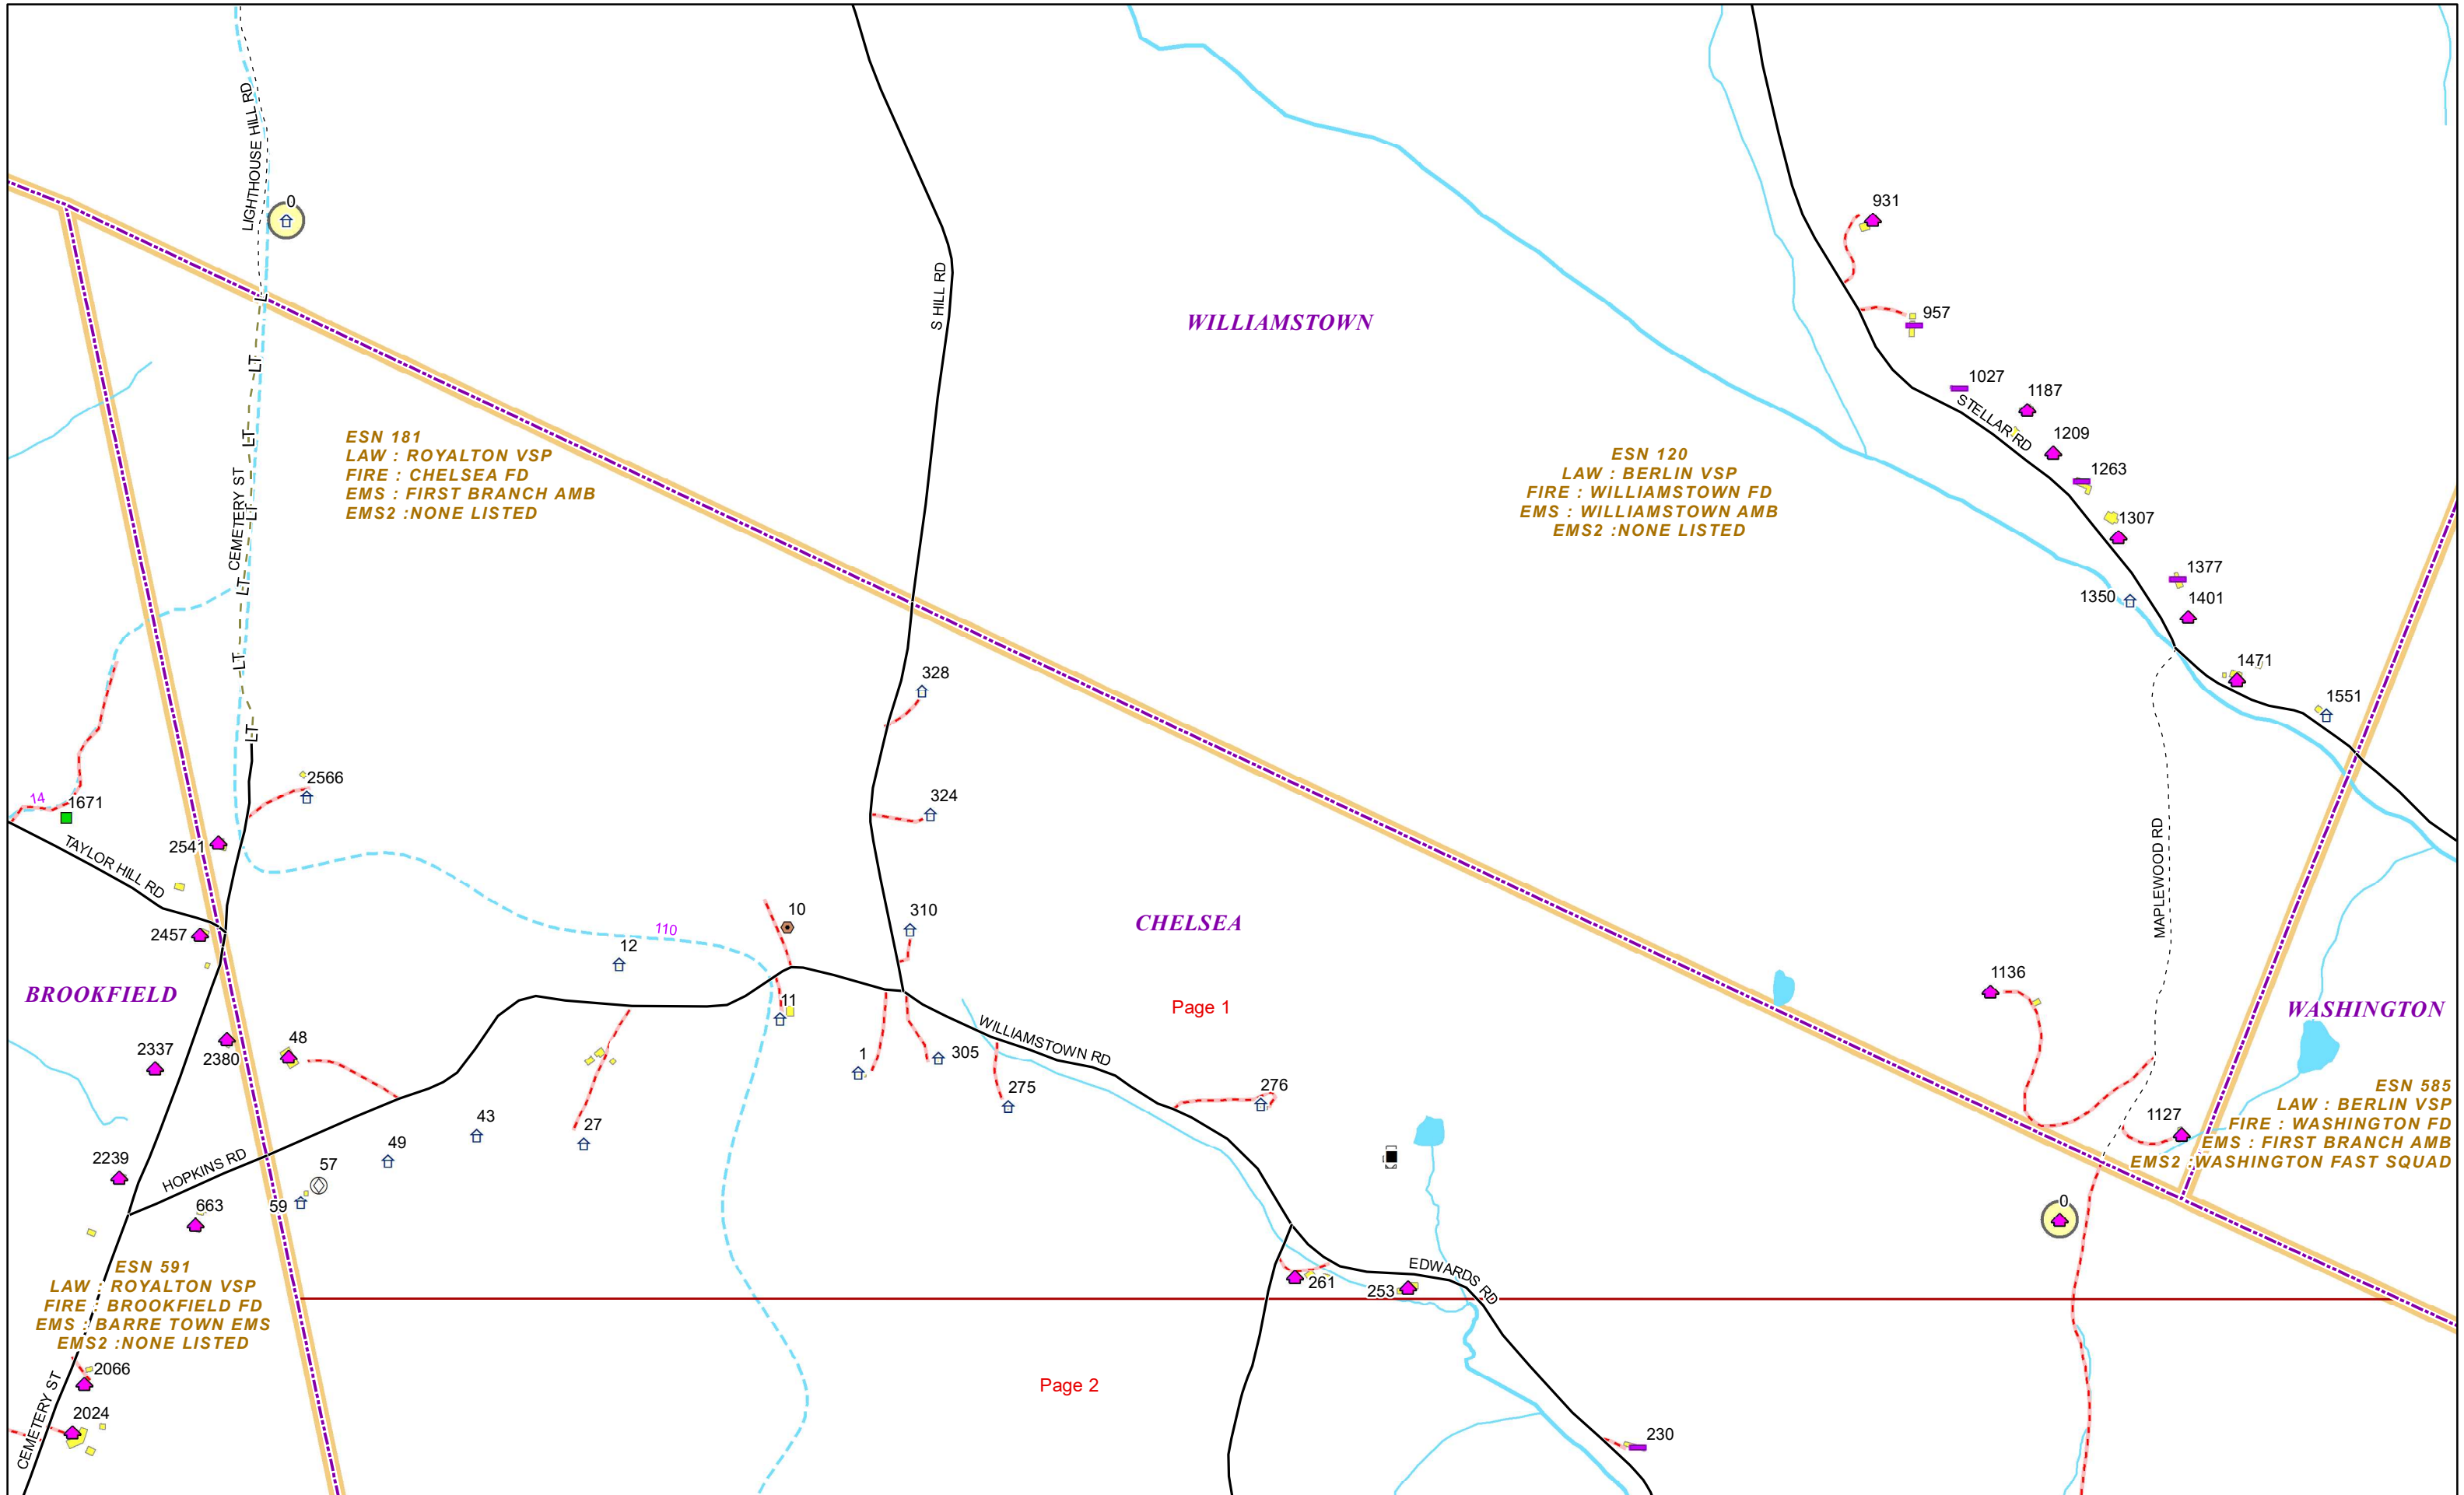 LIGHTHOUSE HILL RD
0
931
S HILL RD
WILLIAMSTOWN
957
L
LT
1027
1187
STELLAR RD
1209
LT
ESN 181
LAW : ROYALTON VSP
FIRE : CHELSEA FD
EMS : FIRST BRANCH AMB
EMS2 :NONE LISTED
ESN 120
LAW : BERLIN VSP
FIRE : WILLIAMSTOWN FD
EMS : WILLIAMSTOWN AMB
EMS2 :NONE LISTED
1263
CEMETERY ST
LT
1307
LT
1377
1350
1401
LT
328
1471
1551
LT
2566
14
1671
324
2541
TAYLOR HILL RD
MAPLEWOOD RD
10
310
CHELSEA
2457
110
12
BROOKFIELD
1136
11
Page 1
WASHINGTON
WILLIAMSTOWN RD
48
2337
2380
1
305
275
276
ESN 585
LAW : BERLIN VSP
FIRE : WASHINGTON FD
EMS : FIRST BRANCH AMB
EMS2 :WASHINGTON FAST SQUAD
1127
43
27
49
2239
HOPKINS RD
57
59
663
0
ESN 591
LAW : ROYALTON VSP
FIRE : BROOKFIELD FD
EMS : BARRE TOWN EMS
EMS2 :NONE LISTED
261
253
EDWARDS RD
2066
Page 2
2024
CEMETERY ST
230